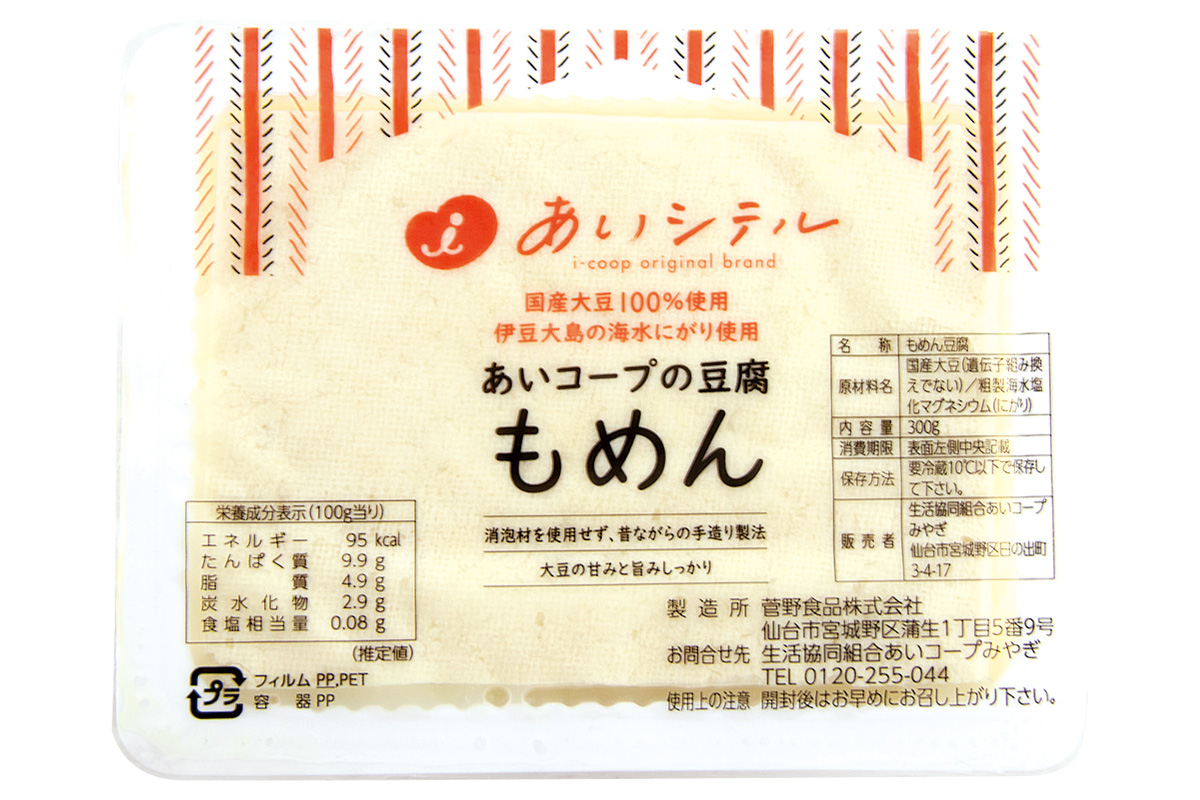 i
あいシテル
i-coop original brand
国産大豆100%使用
伊豆大島の海水にがり使用
あいコープの豆腐
もめん
消泡材を使用せず、昔ながらの手造り製法
大豆の甘みと旨みしっかり
名称 もめん豆腐
原材料名 国産大豆(遺伝子組み換
えでない)/粗製海水塩
化マグネシウム(にがり)
内容量 300g
消費期限 表面左側中央記載
保存方法 要冷蔵10℃以下で保存し
て下さい。
販売者 生活協同組合あいコープ
みやぎ
仙台市宮城野区日の出町
3-4-17
栄養成分表示(100g当り)
エネルギー 95 kcal
たんぱく質 9.9 g
脂質 4.9 g
炭水化物 2.9 g
食塩相当量 0.08 g
(推定値)
プラ
フィルム PP,PET
容器 PP
製造所 菅野食品株式会社
仙台市宮城野区蒲生1丁目5番9号
お問合せ先 生活協同組合あいコープみやぎ
TEL 0120-255-044
使用上の注意 開封後はお早めにお召し上がり下さい。